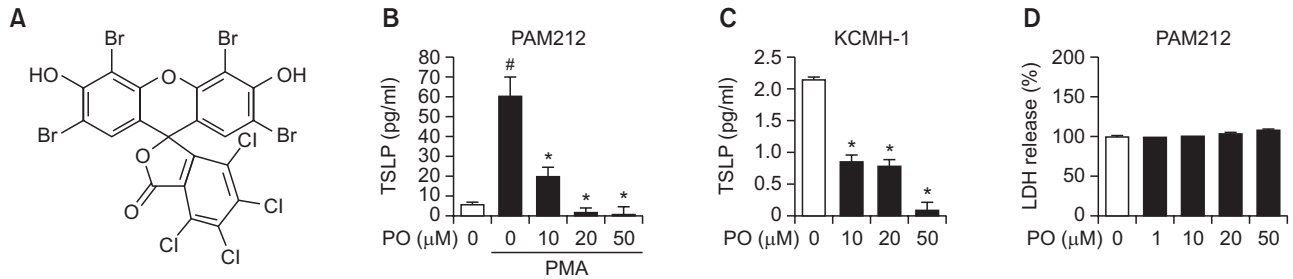 A
Br
Br
HO
O
OH
Br
Br
O
O
Cl
Cl
Cl
Cl
B
PAM212
TSLP (pg/ml)
80
70
60
50
40
30
20
10
0
#
*
*
*
PO (μM) 0 0 10 20 50
PMA
C
KCMH-1
TSLP (pg/ml)
2.5
2.0
1.5
1.0
0.5
0
*
*
*
PO (μM) 0 10 20 50
D
PAM212
LDH release (%)
200
150
100
50
0
PO (μM) 0 1 10 20 50